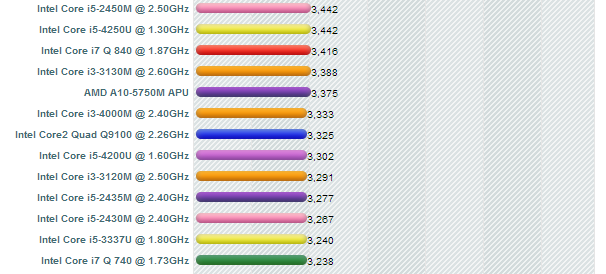 Intel Core i5-2450M @ 2.50GHz 3,442
Intel Core i5-4250U @ 1.30GHz 3,442
Intel Core i7 Q 840 @ 1.87GHz 3,416
Intel Core i3-3130M @ 2.60GHz 3,388
AMD A10-5750M APU 3,375
Intel Core i3-4000M @ 2.40GHz 3,333
Intel Core2 Quad Q9100 @ 2.26GHz 3,325
Intel Core i5-4200U @ 1.60GHz 3,302
Intel Core i3-3120M @ 2.50GHz 3,291
Intel Core i5-2435M @ 2.40GHz 3,277
Intel Core i5-2430M @ 2.40GHz 3,267
Intel Core i5-3337U @ 1.80GHz 3,240
Intel Core i7 Q 740 @ 1.73GHz 3,238